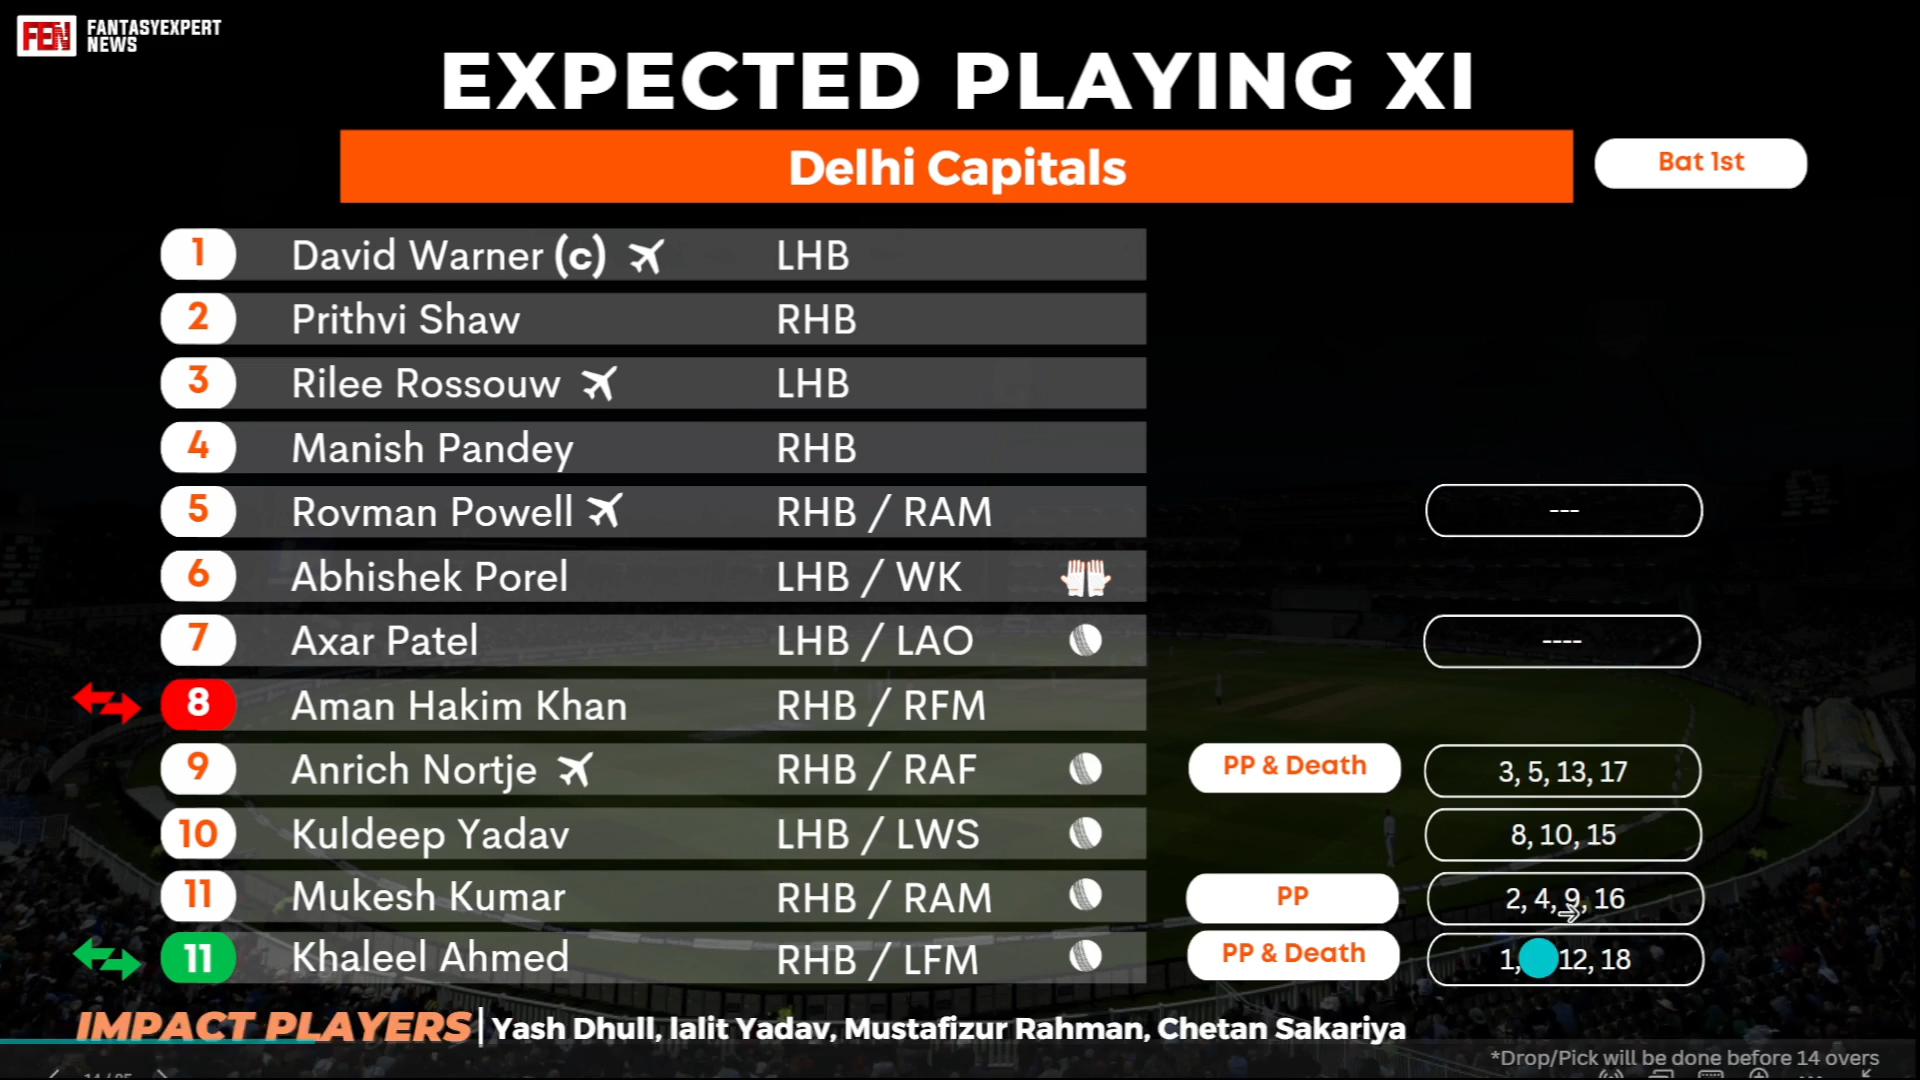 FEN FANTASYEXPERT
NEWS
EXPECTED PLAYING XI
Delhi Capitals
Bat 1st
1 David Warner (c) LHB
2 Prithvi Shaw RHB
3 Rilee Rossouw LHB
4 Manish Pandey RHB
5 Rovman Powell RHB / RAM ---
6 Abhishek Porel LHB / WK
7 Axar Patel LHB / LAO ----
8 Aman Hakim Khan RHB / RFM
9 Anrich Nortje RHB / RAF PP & Death 3, 5, 13, 17
10 Kuldeep Yadav LHB / LWS 8, 10, 15
11 Mukesh Kumar RHB / RAM PP 2, 4, 9, 16
11 Khaleel Ahmed RHB / LFM PP & Death 1, 12, 18
IMPACT PLAYERS | Yash Dhull, lalit Yadav, Mustafizur Rahman, Chetan Sakariya
*Drop/Pick will be done before 14 overs